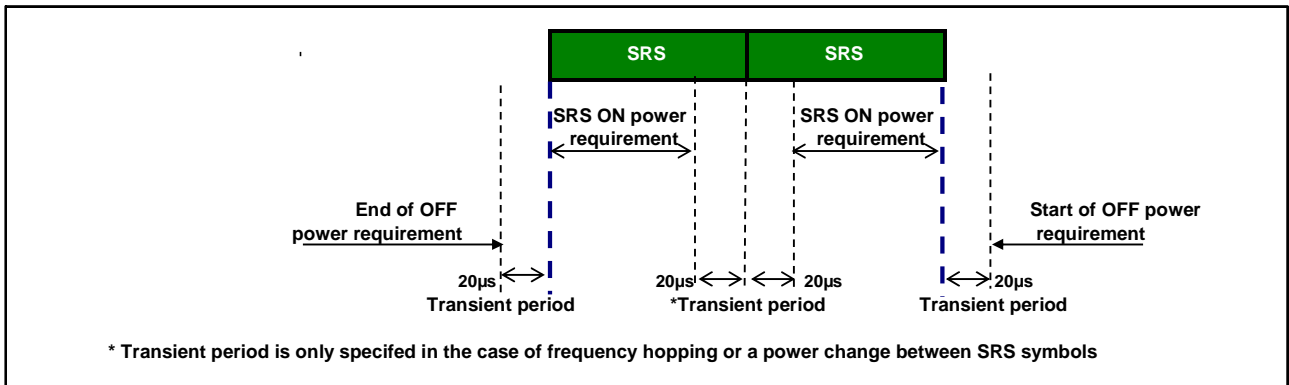 SRS
SRS
SRS ON power
requirement
SRS ON power
requirement
End of OFF
power requirement
Start of OFF power
requirement
20µs
20µs
20µs
20µs
Transient period
*Transient period
Transient period
* Transient period is only specifed in the case of frequency hopping or a power change between SRS symbols